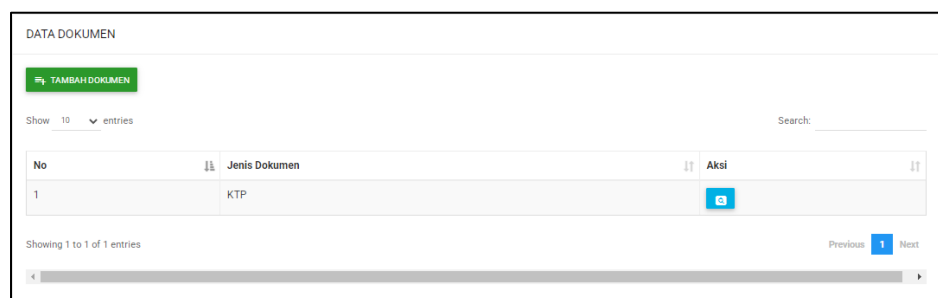 DATA DOKUMEN
TAMBAH DOKUMEN
Show 10 entries Search:
No Jenis Dokumen Aksi
1 KTP
Showing 1 to 1 of 1 entries Previous 1 Next